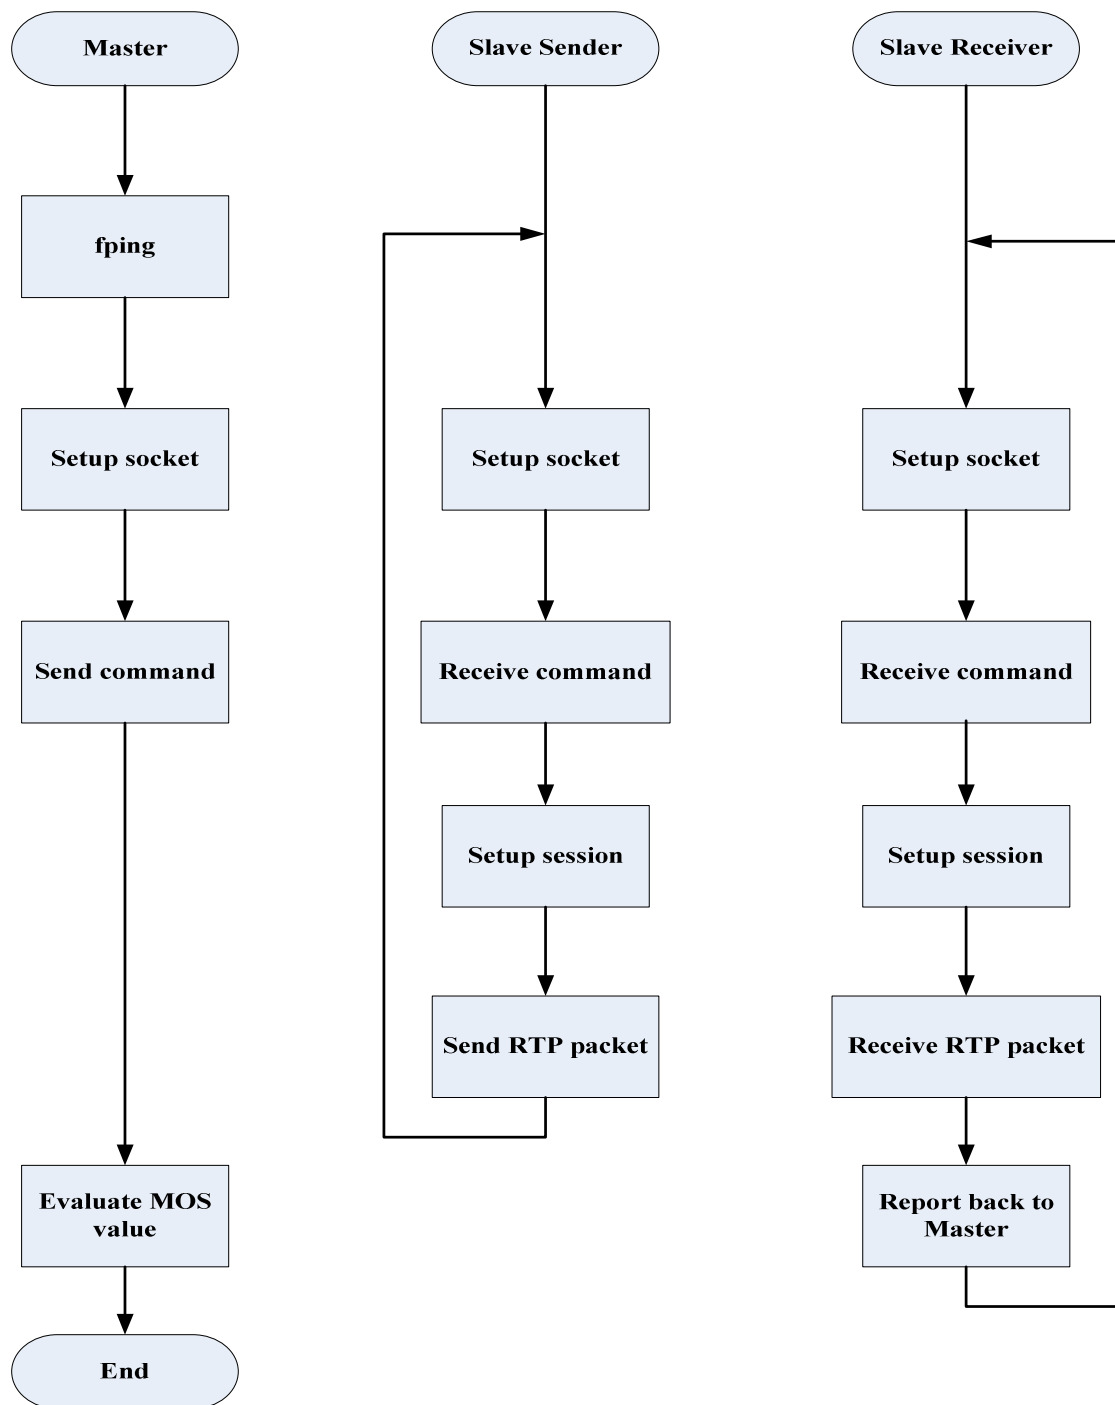 Master
fping
Setup socket
Send command
Evaluate MOS
value
End
Slave Sender
Setup socket
Receive command
Setup session
Send RTP packet
Slave Receiver
Setup socket
Receive command
Setup session
Receive RTP packet
Report back to
Master